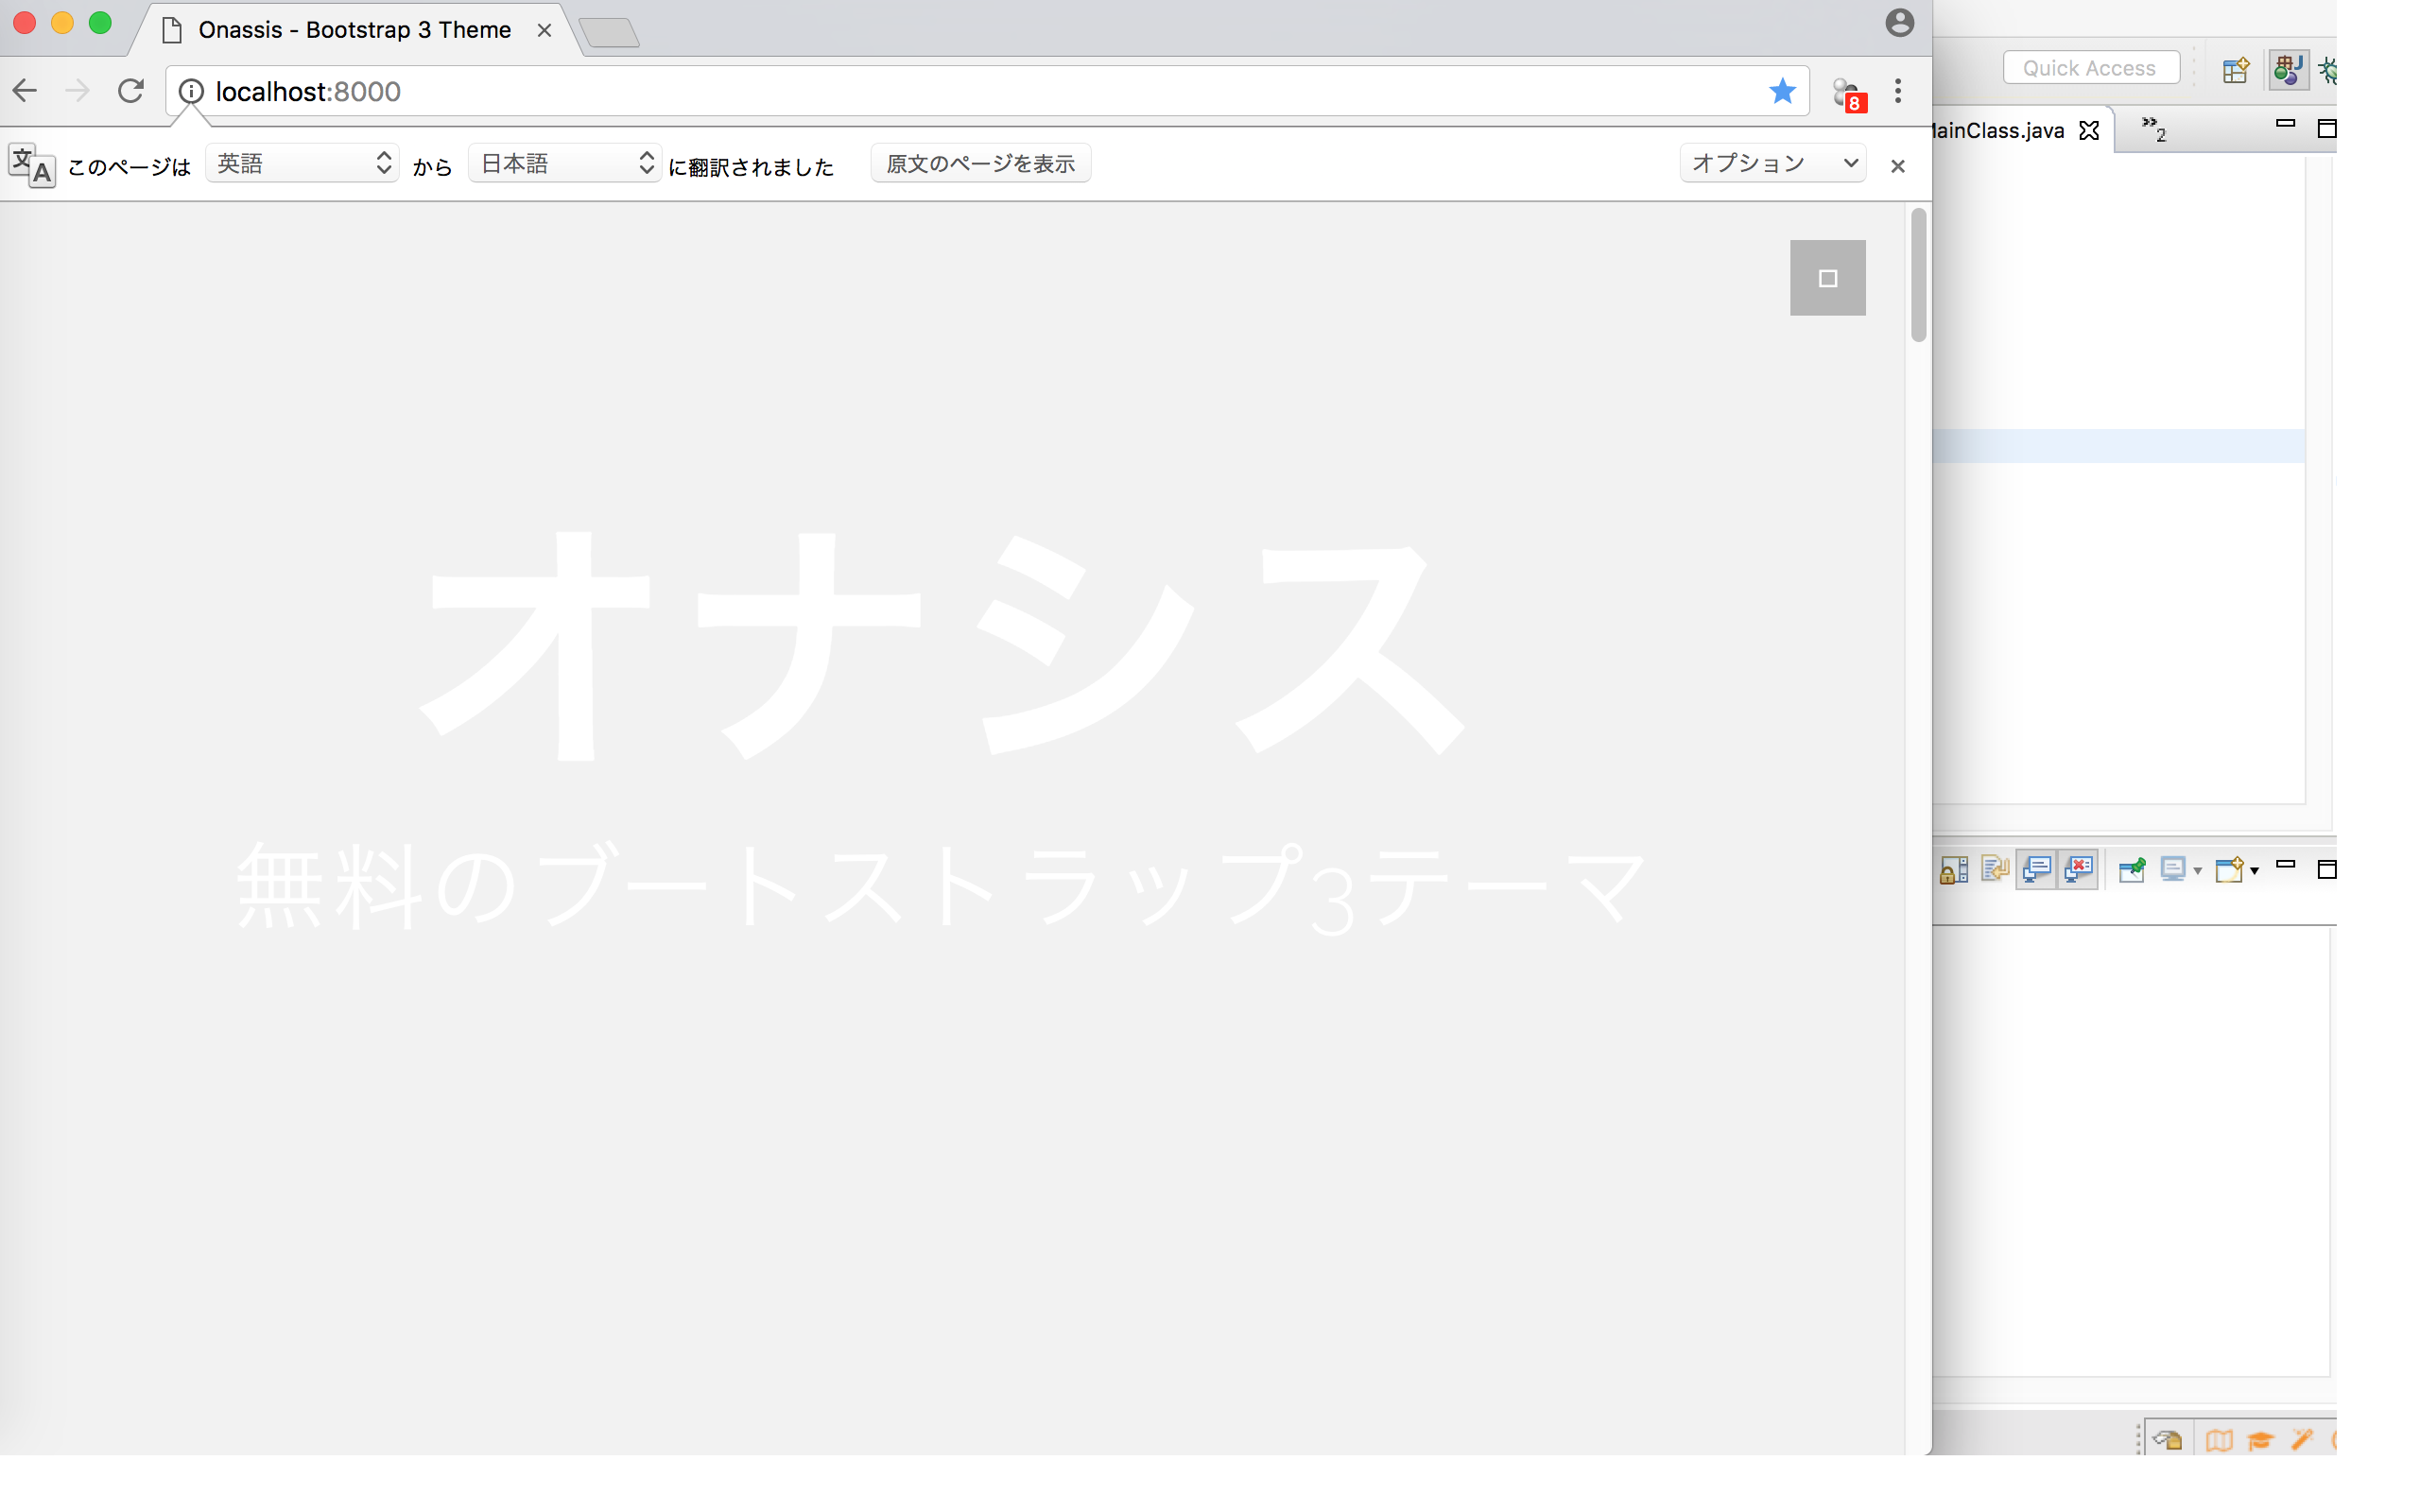 Onassis - Bootstrap 3 Theme
localhost:8000
8
文
A
このページは 英語 から 日本語 に翻訳されました 原文のページを表示 オプション
オナシス
無料のブートストラップ3テーマ
Quick Access
J
MainClass.java
»2